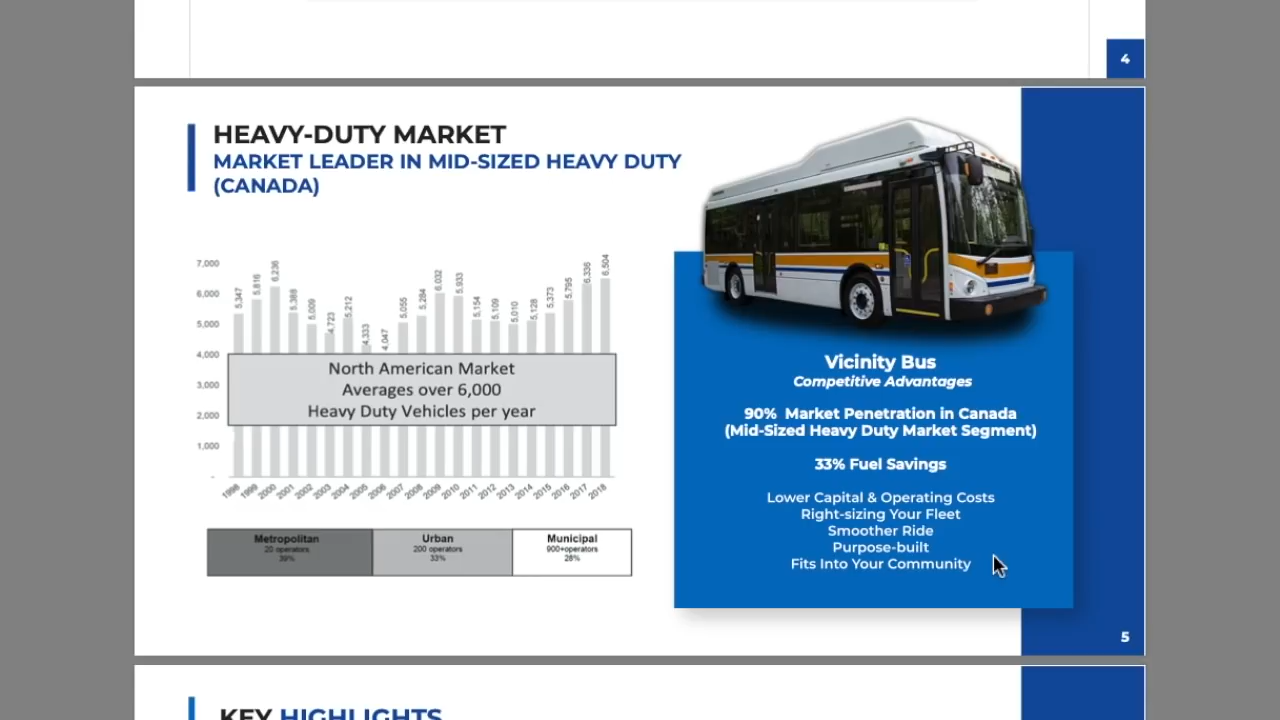 4
HEAVY-DUTY MARKET
MARKET LEADER IN MID-SIZED HEAVY DUTY
(CANADA)
7,000
6,000
5,000
4,000
3,000
2,000
1,000
-
5,347
5,816
6,236
5,388
5,009
4,723
5,212
4,333
4,047
5,055
5,284
6,032
5,933
5,154
5,109
5,010
5,128
5,373
5,795
6,336
6,504
North American Market
Averages over 6,000
Heavy Duty Vehicles per year
1998
1999
2000
2001
2002
2003
2004
2005
2006
2007
2008
2009
2010
2011
2012
2013
2014
2015
2016
2017
2018
Metropolitan
20 operators
39%
Urban
200 operators
33%
Municipal
900+operators
28%
Vicinity Bus
Competitive Advantages
90% Market Penetration in Canada
(Mid-Sized Heavy Duty Market Segment)
33% Fuel Savings
Lower Capital & Operating Costs
Right-sizing Your Fleet
Smoother Ride
Purpose-built
Fits Into Your Community
5
KEY HIGHLIGHTS